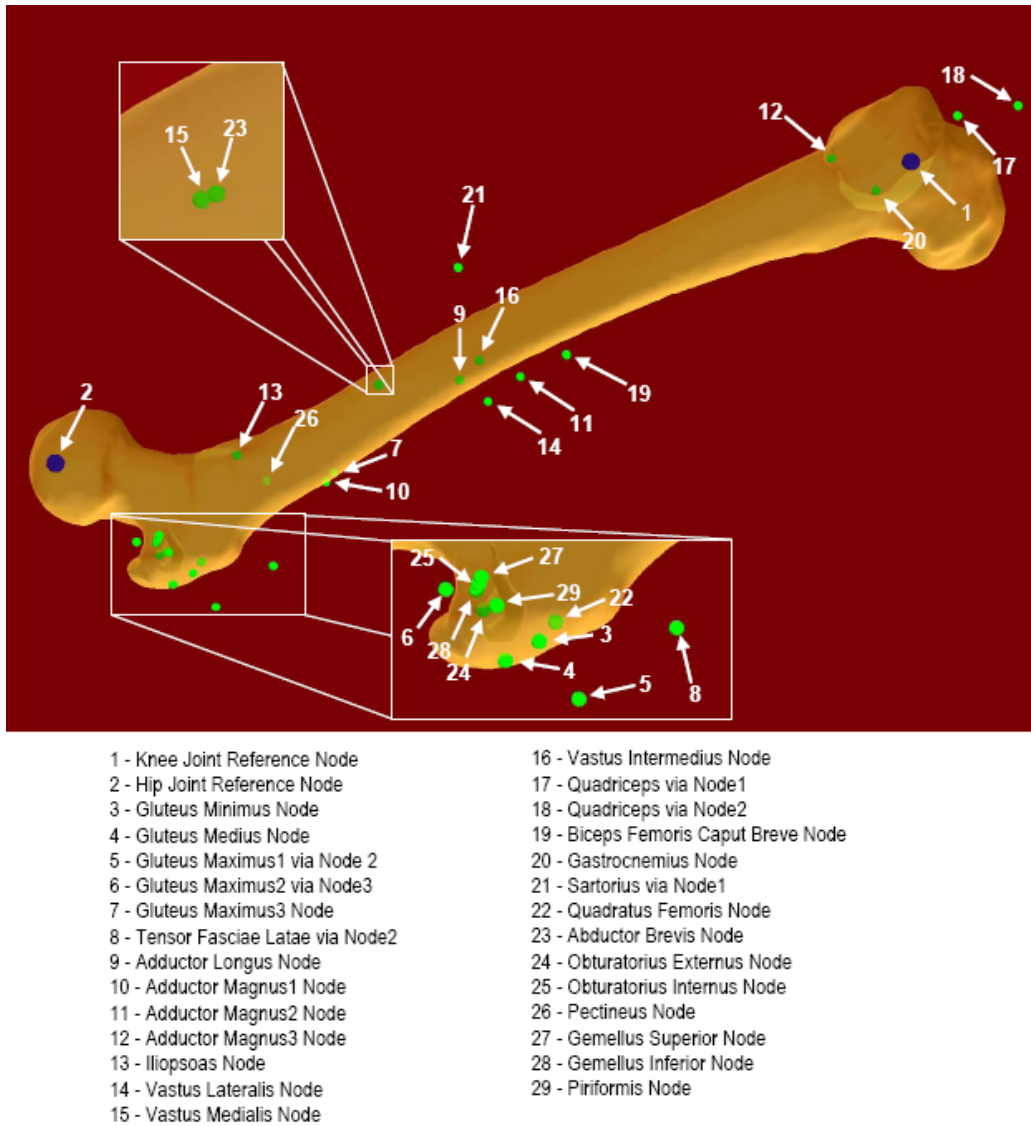 18
12
15
23
17
21
1
20
16
9
2
13
19
26
11
14
7
10
25
27
29
22
6
28
3
24
4
5
8
1 - Knee Joint Reference Node
2 - Hip Joint Reference Node
3 - Gluteus Minimus Node
4 - Gluteus Medius Node
5 - Gluteus Maximus1 via Node 2
6 - Gluteus Maximus2 via Node3
7 - Gluteus Maximus3 Node
8 - Tensor Fasciae Latae via Node2
9 - Adductor Longus Node
10 - Adductor Magnus1 Node
11 - Adductor Magnus2 Node
12 - Adductor Magnus3 Node
13 - Iliopsoas Node
14 - Vastus Lateralis Node
15 - Vastus Medialis Node
16 - Vastus Intermedius Node
17 - Quadriceps via Node1
18 - Quadriceps via Node2
19 - Biceps Femoris Caput Breve Node
20 - Gastrocnemius Node
21 - Sartorius via Node1
22 - Quadratus Femoris Node
23 - Abductor Brevis Node
24 - Obturatorius Externus Node
25 - Obturatorius Internus Node
26 - Pectineus Node
27 - Gemellus Superior Node
28 - Gemellus Inferior Node
29 - Piriformis Node